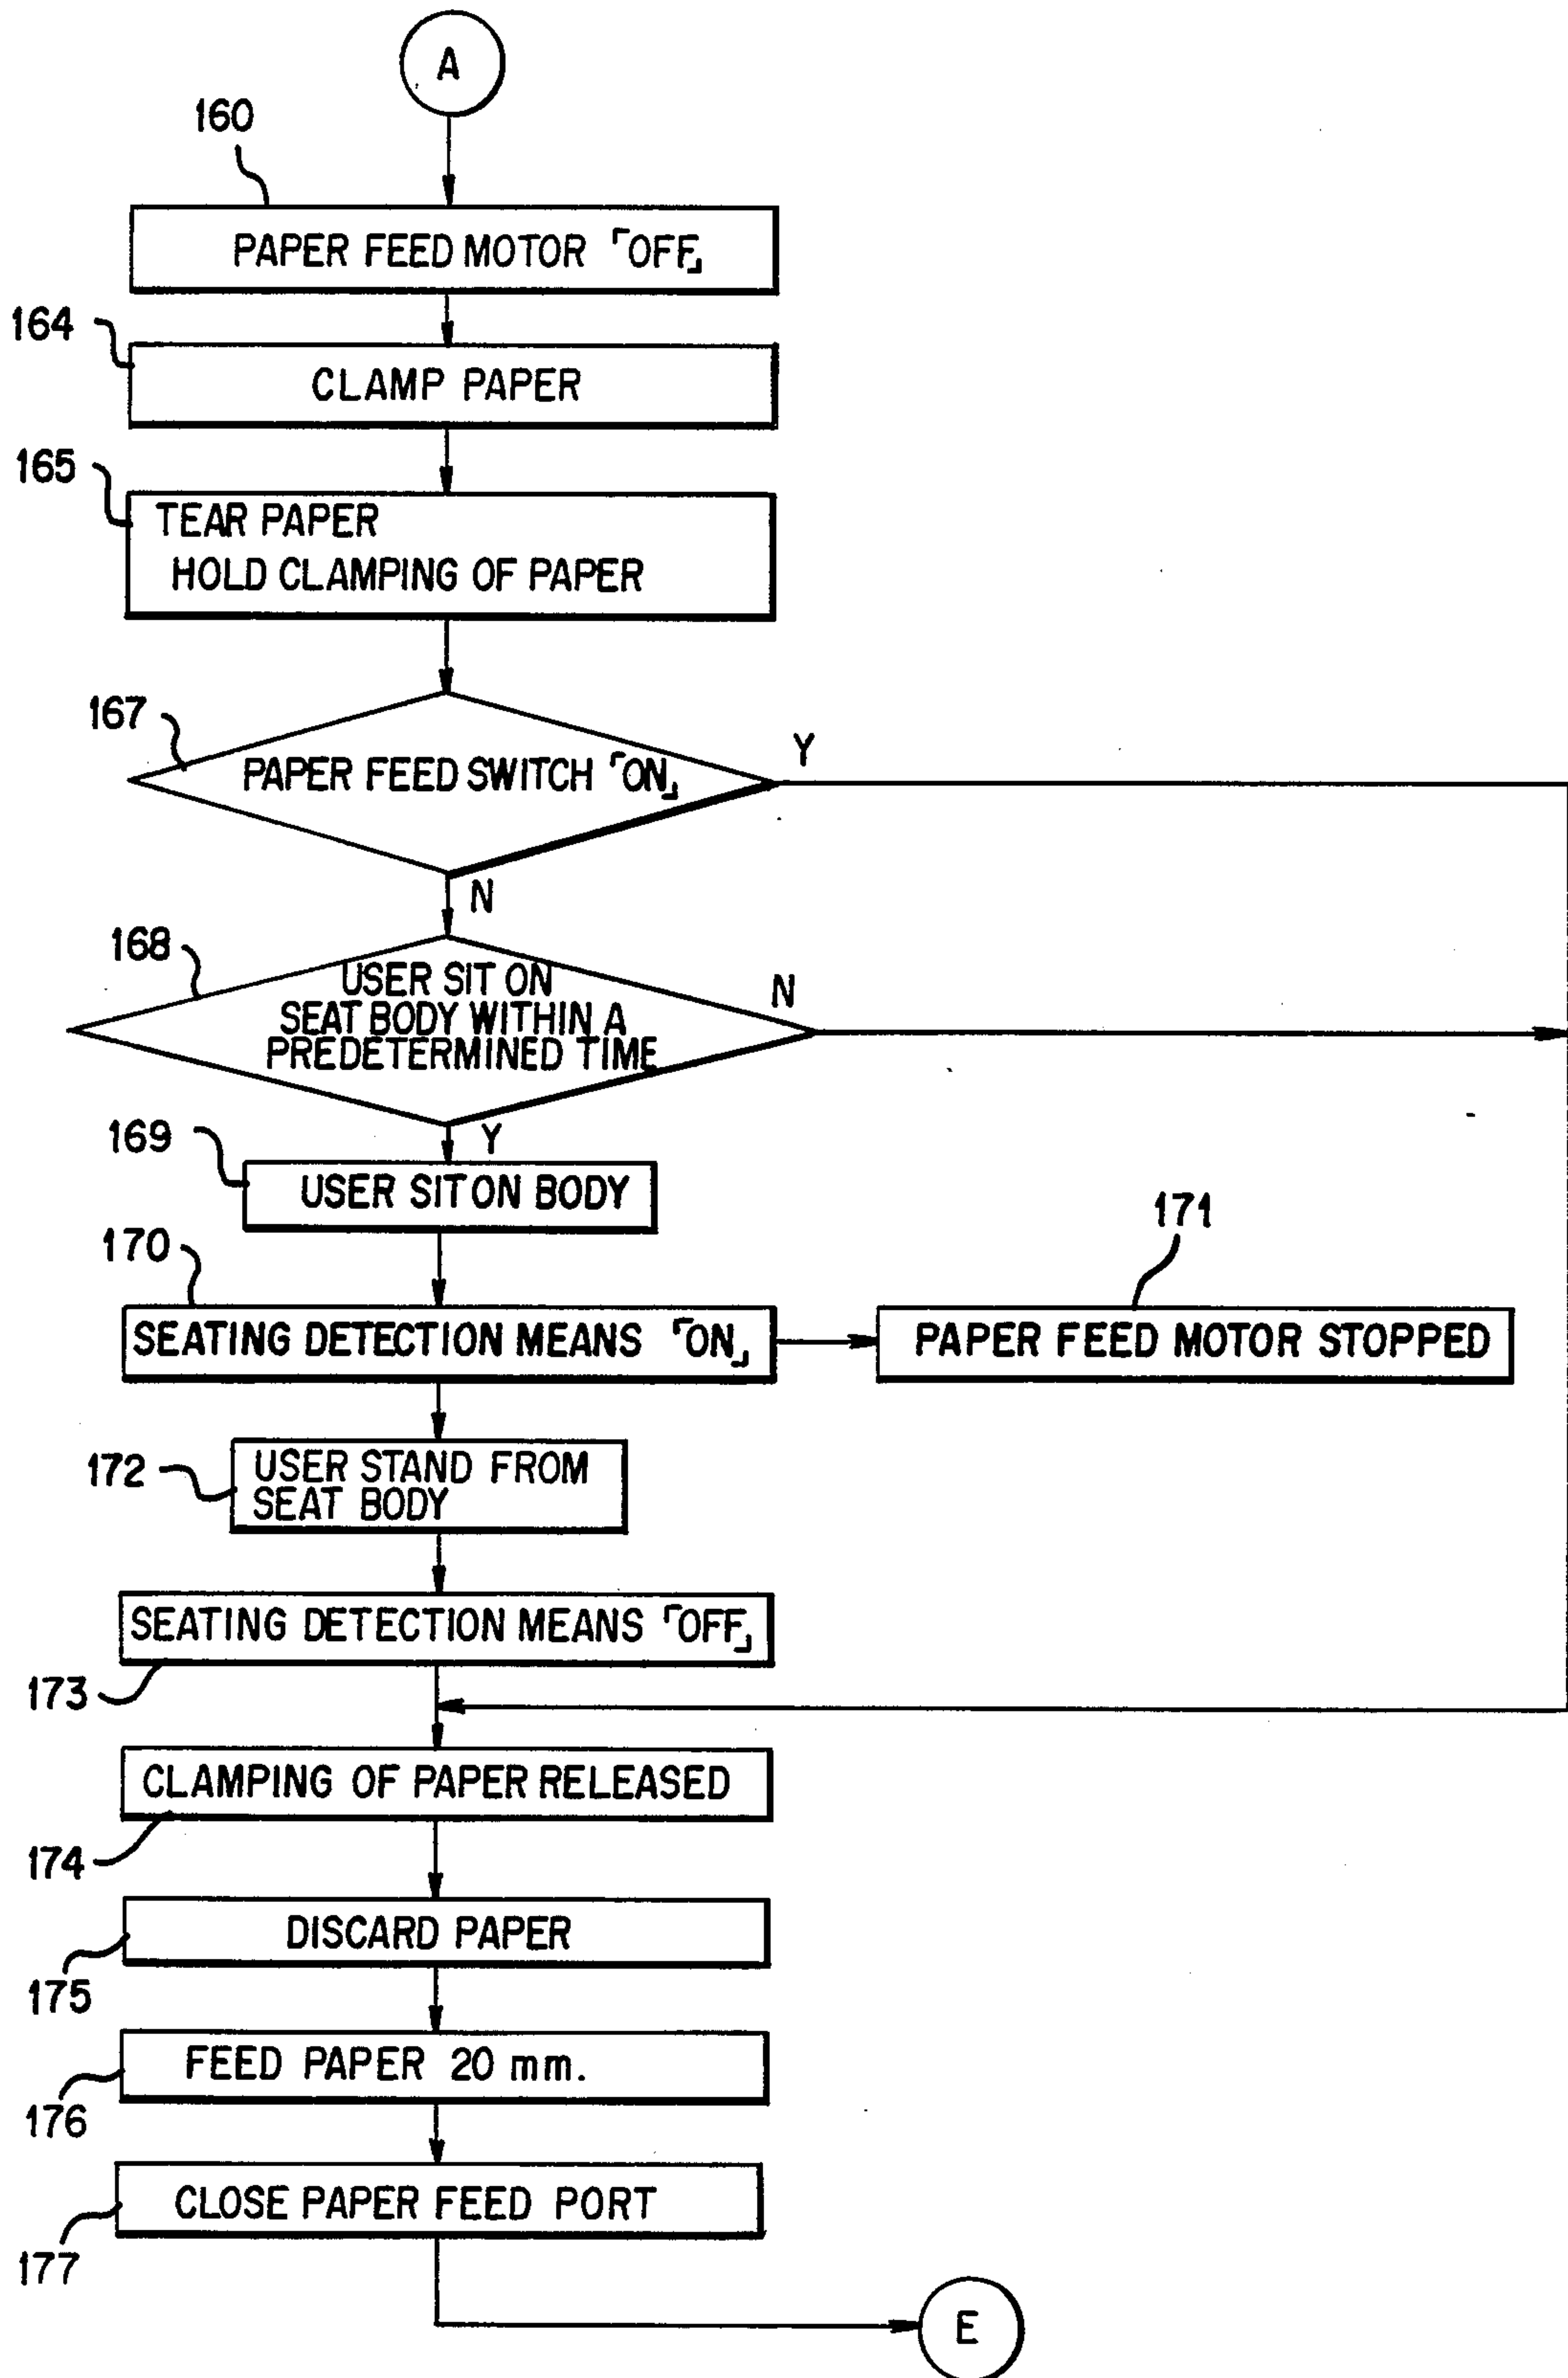 A
160
PAPER FEED MOTOR 「OFF」
164
CLAMP PAPER
165
TEAR PAPER
HOLD CLAMPING OF PAPER
167
PAPER FEED SWITCH 「ON」
Y
N
168
USER SIT ON
SEAT BODY WITHIN A
PREDETERMINED TIME
N
Y
169
USER SIT ON BODY
170
171
SEATING DETECTION MEANS 「ON」
PAPER FEED MOTOR STOPPED
172
USER STAND FROM
SEAT BODY
SEATING DETECTION MEANS 「OFF」
173
CLAMPING OF PAPER RELEASED
174
DISCARD PAPER
175
FEED PAPER 20 mm.
176
CLOSE PAPER FEED PORT
177
E